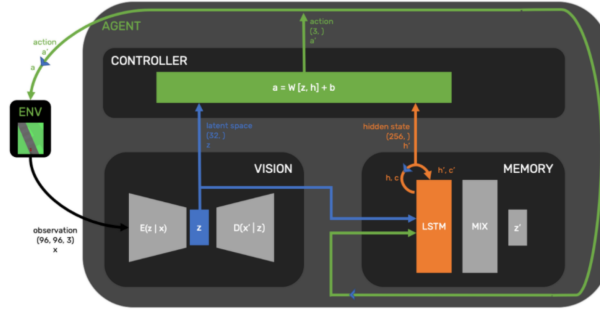 AGENT
action
(3, )
a'
action
a'
a
CONTROLLER
a = W [z, h] + b
ENV
latent space
(32, )
z
hidden state
(256, )
h'
VISION
MEMORY
h, c
h', c'
E(z | x)
z
D(x' | z)
LSTM
MIX
z'
observation
(96, 96, 3)
x